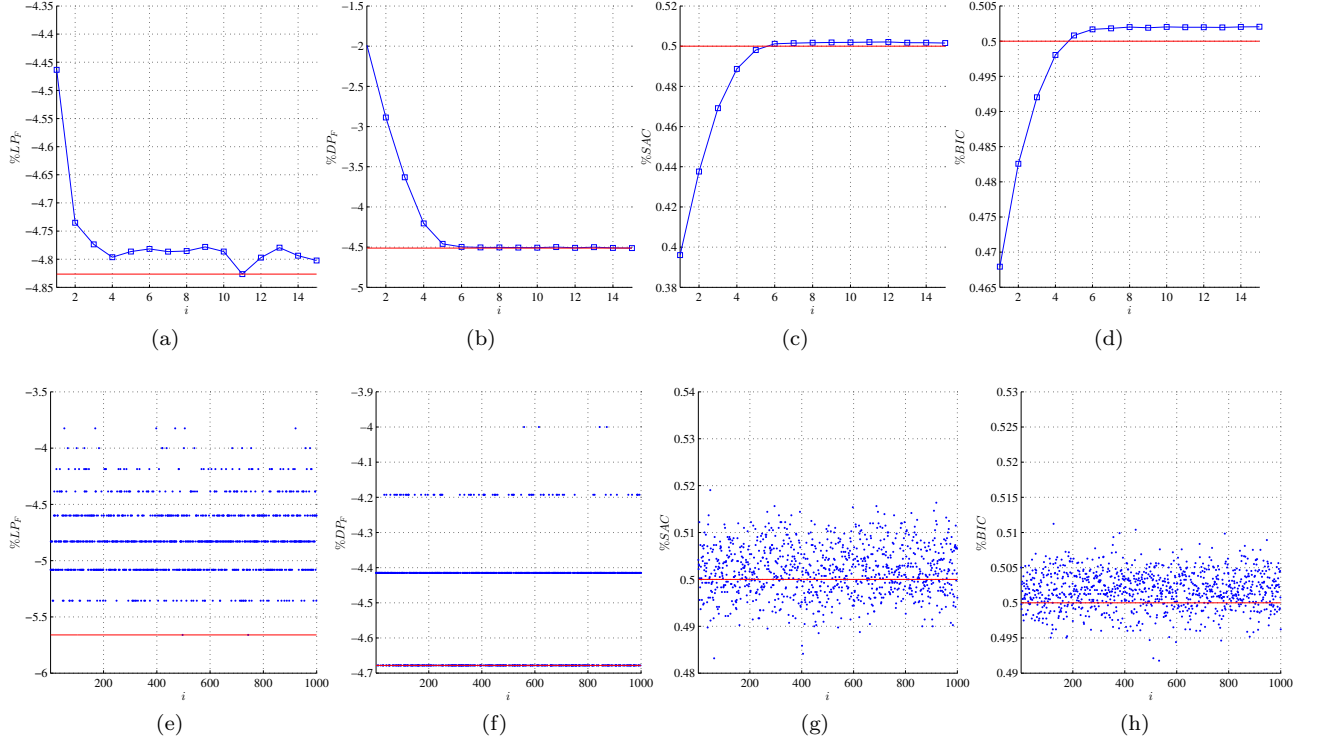 −4.35
−4.4
−4.45
−4.5
−4.55
−4.6
−4.65
−4.7
−4.75
−4.8
−4.85
%LP_F
2 4 6 8 10 12 14
i
(a)
−1.5
−2
−2.5
−3
−3.5
−4
−4.5
−5
%DP_F
2 4 6 8 10 12 14
i
(b)
0.52
0.5
0.48
0.46
0.44
0.42
0.4
0.38
%SAC
2 4 6 8 10 12 14
i
(c)
0.505
0.5
0.495
0.49
0.485
0.48
0.475
0.47
0.465
%BIC
2 4 6 8 10 12 14
i
(d)
−3.5
−4
−4.5
−5
−5.5
−6
%LP_F
200 400 600 800 1000
i
(e)
−3.9
−4
−4.1
−4.2
−4.3
−4.4
−4.5
−4.6
−4.7
%DP_F
200 400 600 800 1000
i
(f)
0.54
0.53
0.52
0.51
0.5
0.49
0.48
%SAC
200 400 600 800 1000
i
(g)
0.53
0.525
0.52
0.515
0.51
0.505
0.5
0.495
0.49
%BIC
200 400 600 800 1000
i
(h)